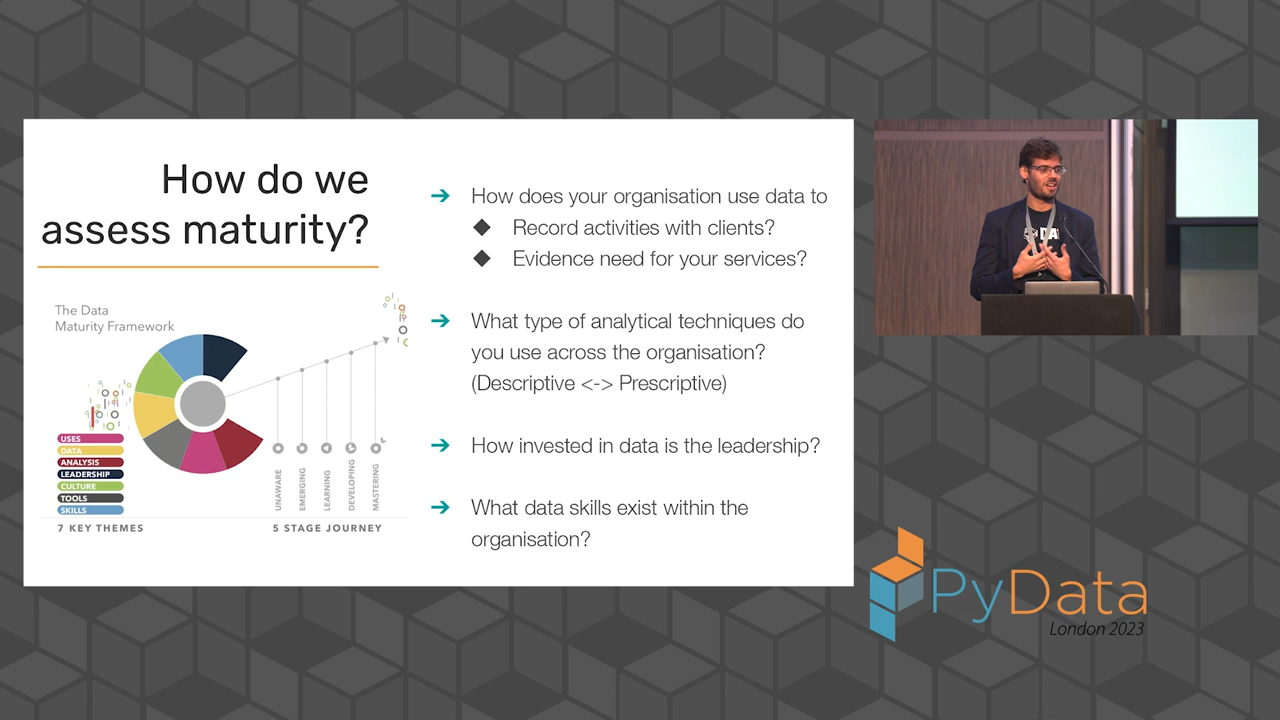 How do we
assess maturity?
The Data
Maturity Framework
USES
DATA
ANALYSIS
LEADERSHIP
CULTURE
TOOLS
SKILLS
7 KEY THEMES
UNAWARE
EMERGING
LEARNING
DEVELOPING
MASTERING
5 STAGE JOURNEY
➔ How does your organisation use data to
◆ Record activities with clients?
◆ Evidence need for your services?
➔ What type of analytical techniques do
you use across the organisation?
(Descriptive <-> Prescriptive)
➔ How invested in data is the leadership?
➔ What data skills exist within the
organisation?
PyData
London 2023